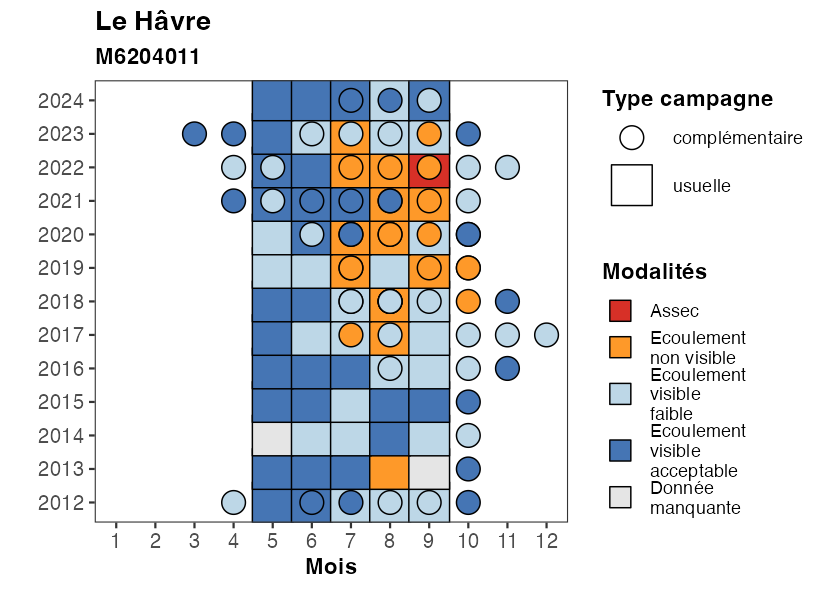 Le Hâvre
M6204011
2024
2023
2022
2021
2020
2019
2018
2017
2016
2015
2014
2013
2012
1 2 3 4 5 6 7 8 9 10 11 12
Mois
Type campagne
complémentaire
usuelle
Modalités
Assec
Ecoulement
non visible
Ecoulement
visible
faible
Ecoulement
visible
acceptable
Donnée
manquante